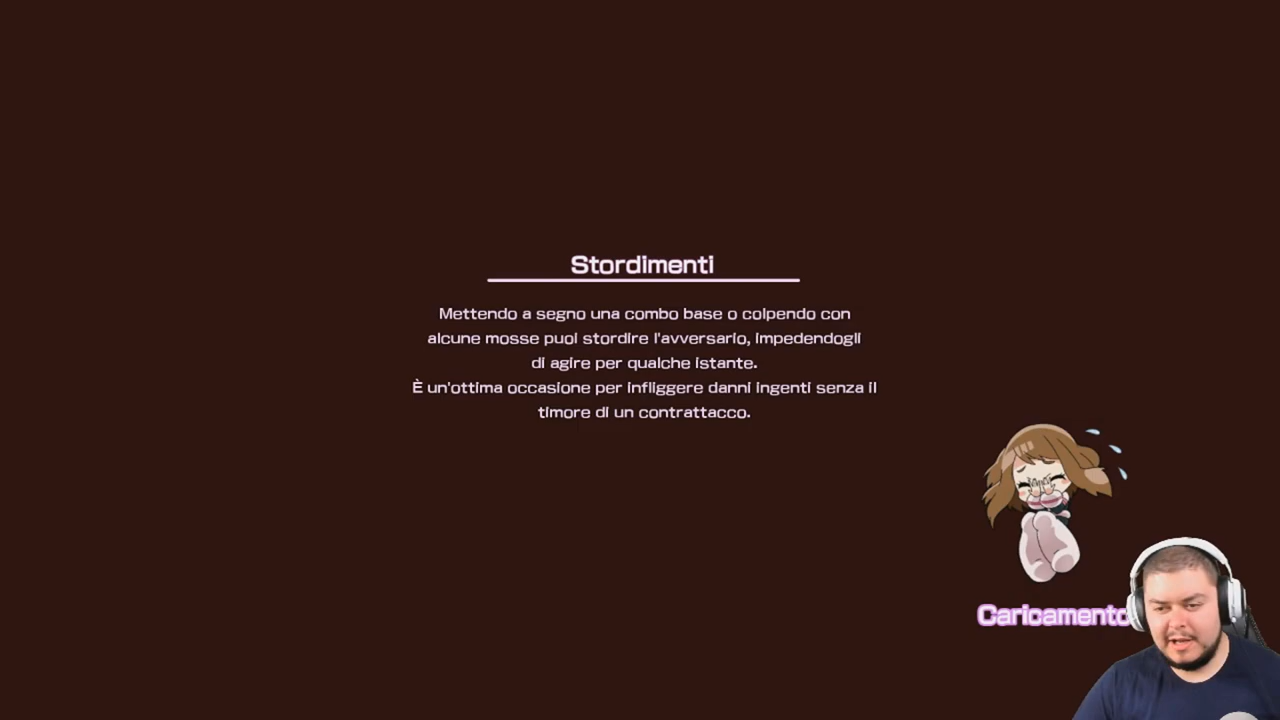 Stordimenti
Mettendo a segno una combo base o colpendo con
alcune mosse puoi stordire l'avversario, impedendogli
di agire per qualche istante.
È un'ottima occasione per infliggere danni ingenti senza il
timore di un contrattacco.
Caricamento